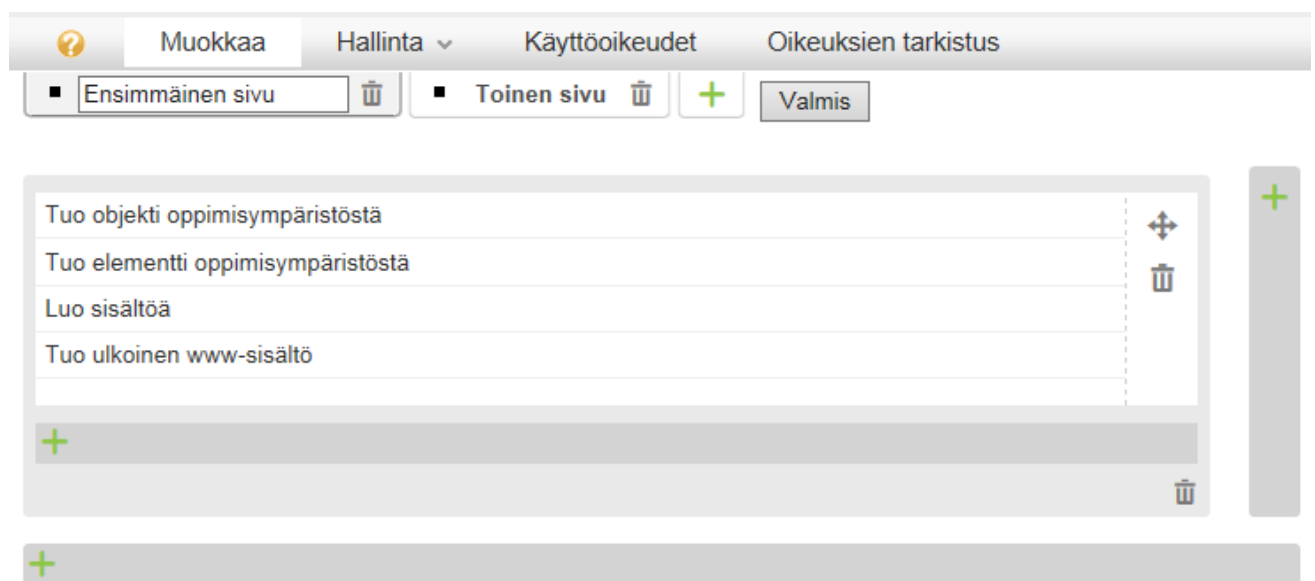 Muokkaa Hallinta Käyttöoikeudet Oikeuksien tarkistus
Ensimmäinen sivu Toinen sivu Valmis
Tuo objekti oppimisympäristöstä
Tuo elementti oppimisympäristöstä
Luo sisältöä
Tuo ulkoinen www-sisältö